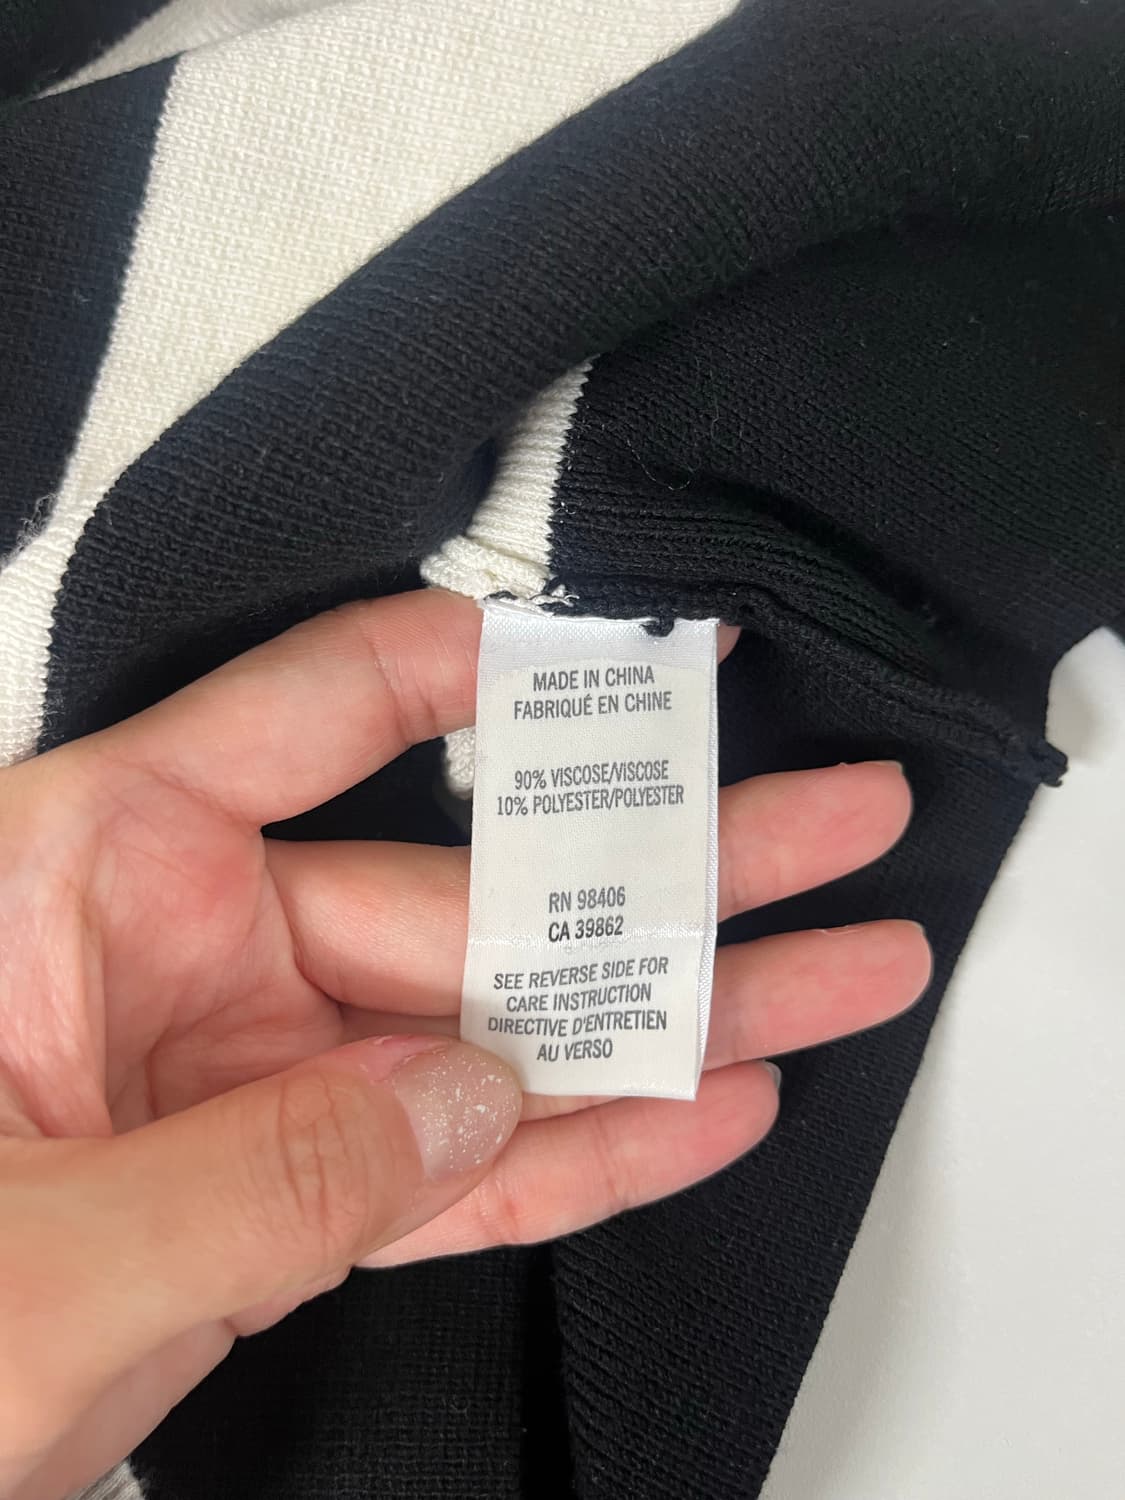 MADE IN CHINA
FABRIQUÉ EN CHINE
90% VISCOSE/VISCOSE
10% POLYESTER/POLYESTER
RN 98406
CA 39862
SEE REVERSE SIDE FOR
CARE INSTRUCTION
DIRECTIVE D'ENTRETIEN
AU VERSO